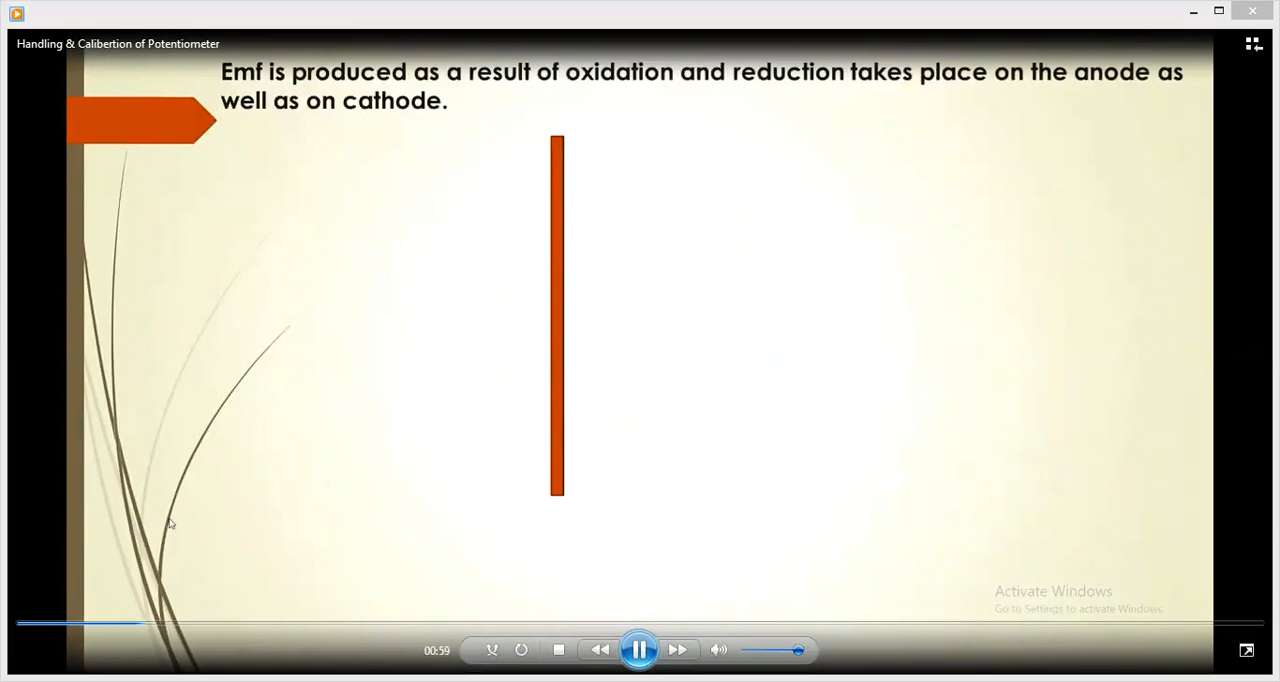 Handling & Calibertion of Potentiometer
Emf is produced as a result of oxidation and reduction takes place on the anode as
well as on cathode.
Activate Windows
Go to Settings to activate Windows.
00:59